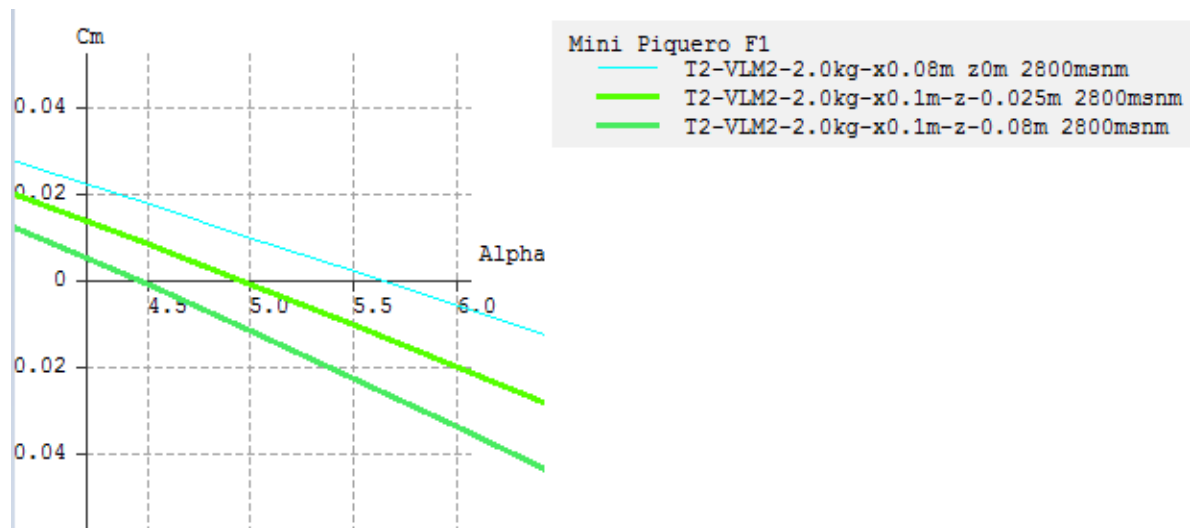 Cm
0.04
0.02
0
0.02
0.04
4.5 5.0 5.5 6.0
Alpha
Mini Piquero F1
T2-VLM2-2.0kg-x0.08m z0m 2800msnm
T2-VLM2-2.0kg-x0.1m-z-0.025m 2800msnm
T2-VLM2-2.0kg-x0.1m-z-0.08m 2800msnm